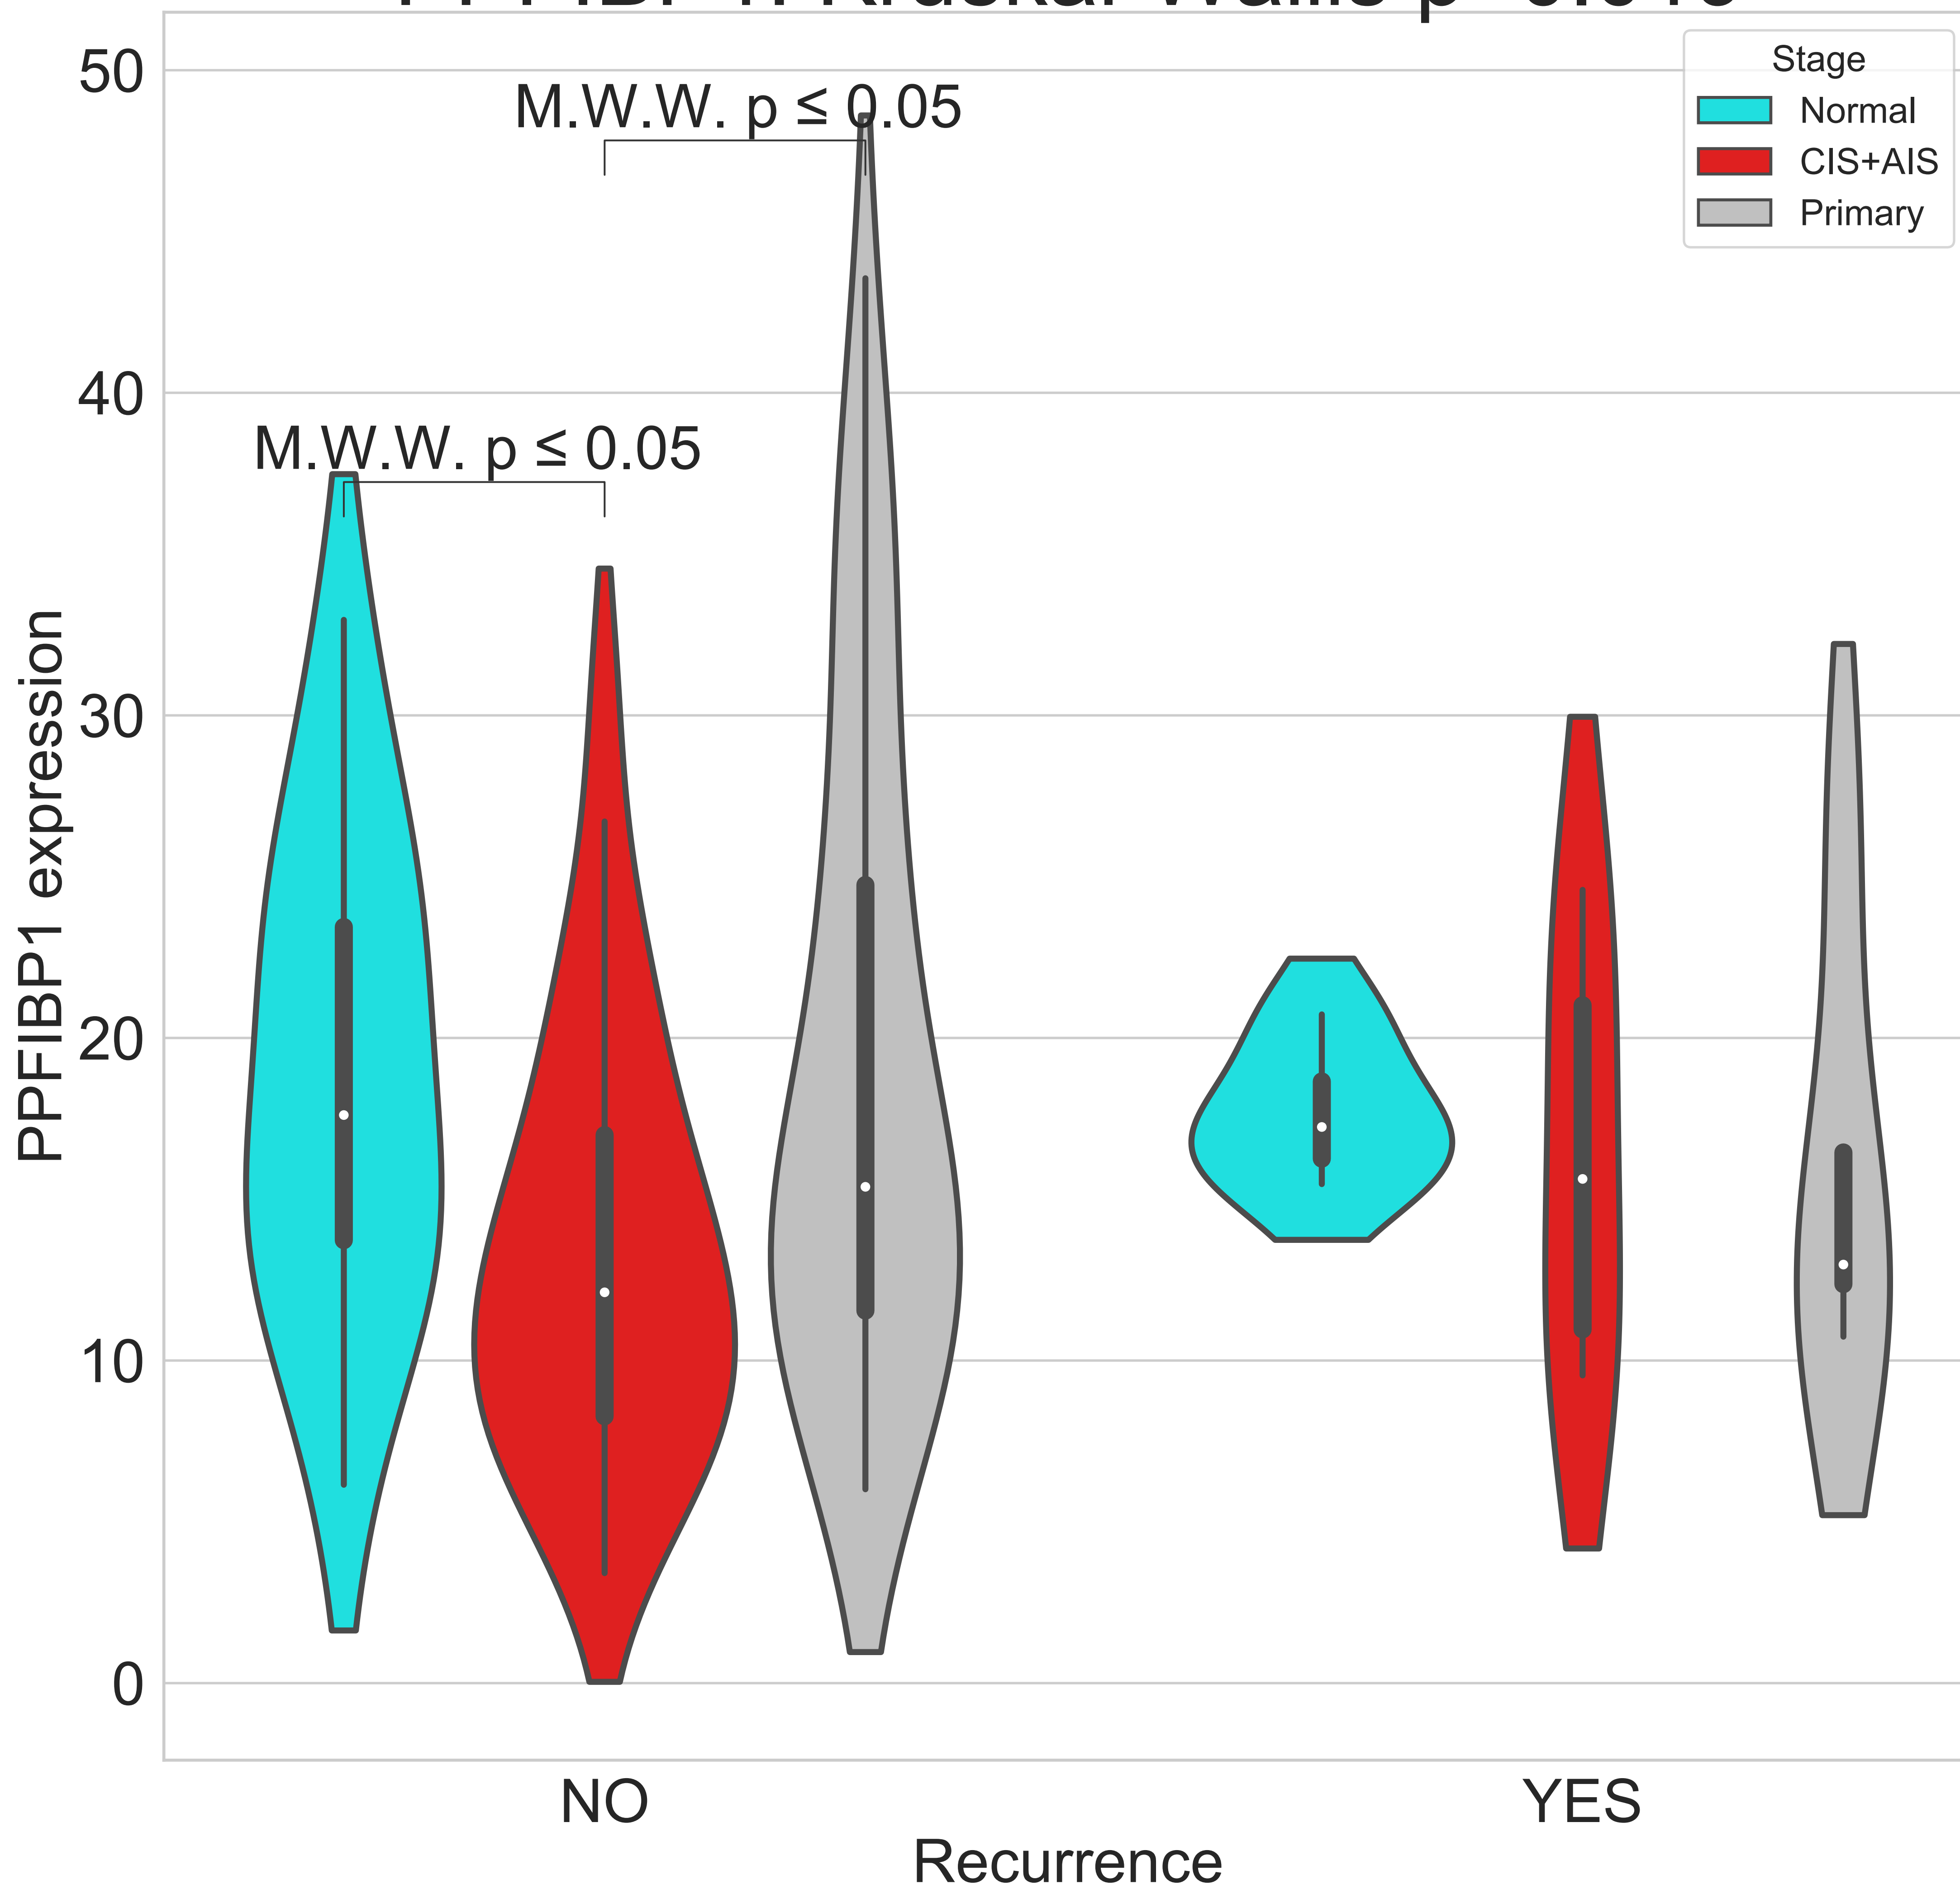 50
40
30
20
10
0
PPFIBP1 expression
M.W.W. p ≤ 0.05
M.W.W. p ≤ 0.05
Stage
Normal
CIS+AIS
Primary
NO
YES
Recurrence